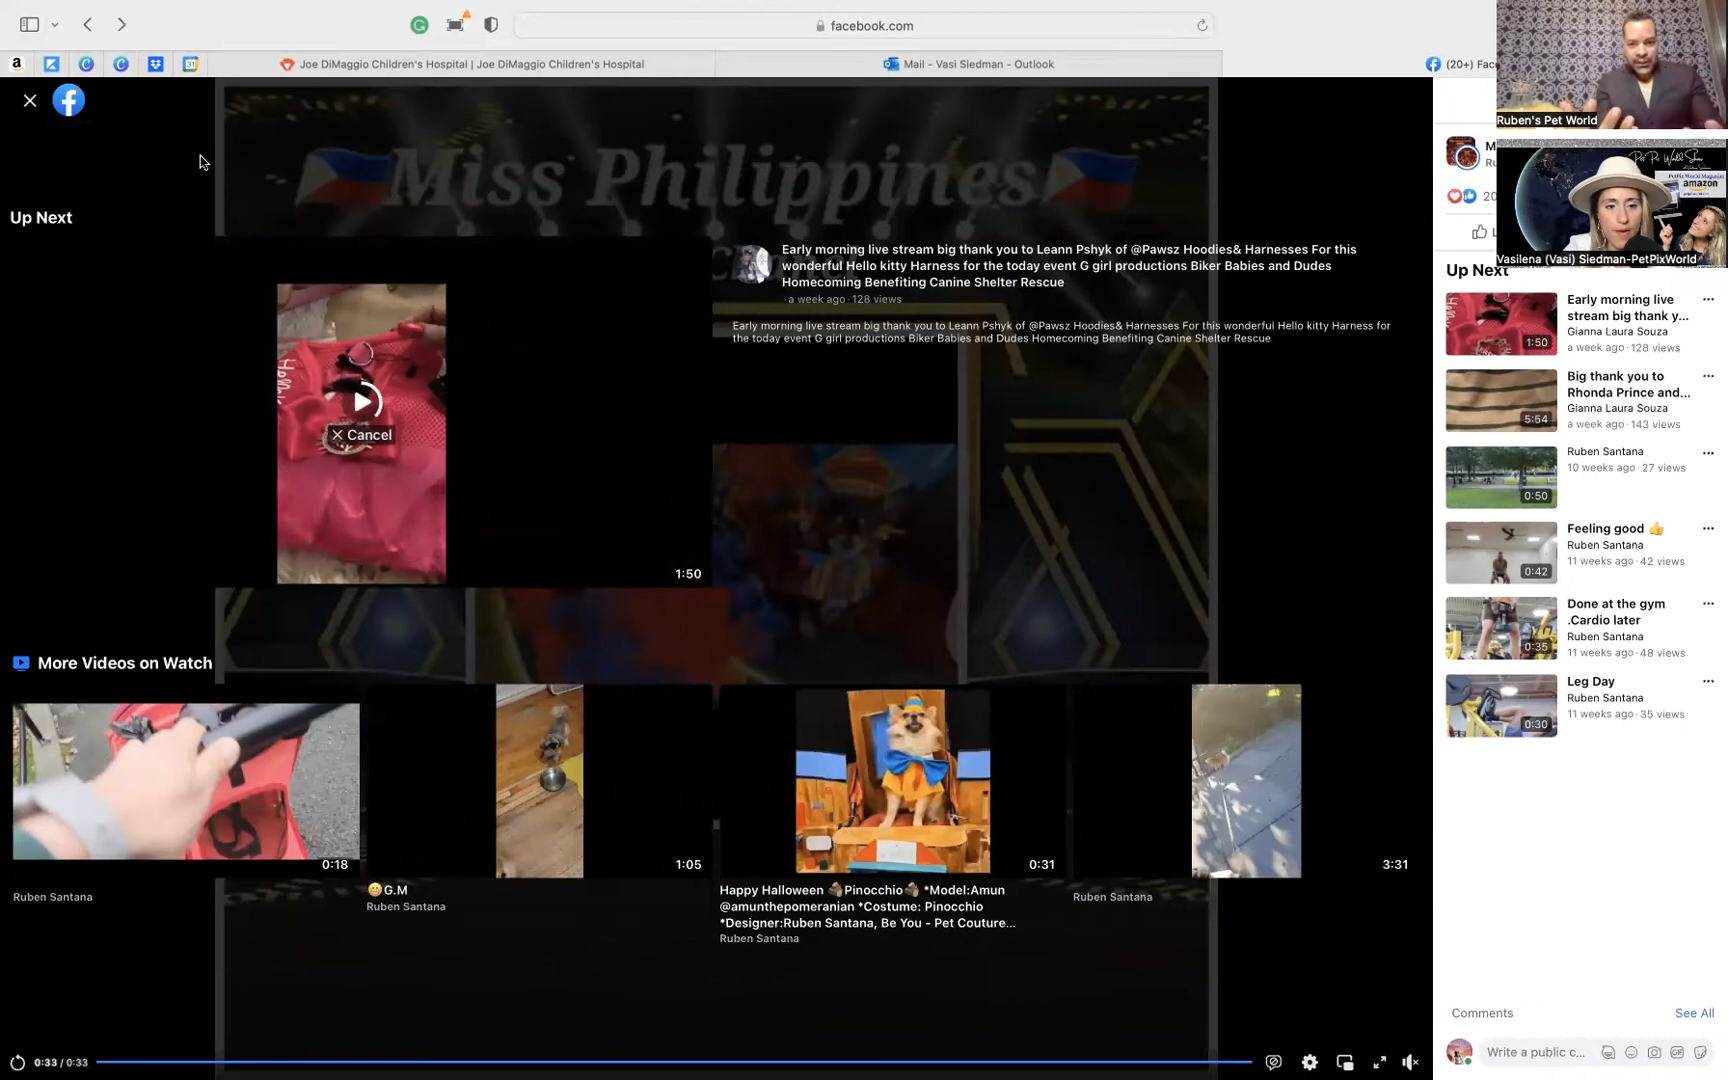 facebook.com
Joe DiMaggio Children's Hospital | Joe DiMaggio Children's Hospital
Mail - Vasi Siedman - Outlook
(20+) Fac
Ruben's Pet World
Pet Pix World Show
PetPix World Magazine
amazon
Vasilena (Vasi) Siedman-PetPixWorld
Miss Philippines
M
Ru
20
L
Up Next
Early morning live stream big thank you to Leann Pshyk of @Pawsz Hoodies& Harnesses For this
wonderful Hello kitty Harness for the today event G girl productions Biker Babies and Dudes
Homecoming Benefiting Canine Shelter Rescue
· a week ago · 128 views
Early morning live stream big thank you to Leann Pshyk of @Pawsz Hoodies& Harnesses For this wonderful Hello kitty Harness for
the today event G girl productions Biker Babies and Dudes Homecoming Benefiting Canine Shelter Rescue
Cancel
1:50
More Videos on Watch
0:18
Ruben Santana
1:05
😀G.M
Ruben Santana
0:31
Happy Halloween Pinocchio *Model:Amun
@amunthepomeranian *Costume: Pinocchio
*Designer:Ruben Santana, Be You - Pet Couture...
Ruben Santana
3:31
Ruben Santana
0:33 / 0:33
Up Next
Early morning live
stream big thank y...
Gianna Laura Souza
a week ago · 128 views
1:50
Big thank you to
Rhonda Prince and...
Gianna Laura Souza
a week ago · 143 views
5:54
Ruben Santana
10 weeks ago · 27 views
0:50
Feeling good 👍
Ruben Santana
11 weeks ago · 42 views
0:42
Done at the gym
.Cardio later
Ruben Santana
11 weeks ago · 48 views
0:35
Leg Day
Ruben Santana
11 weeks ago · 35 views
0:30
Comments
See All
Write a public c...
GIF